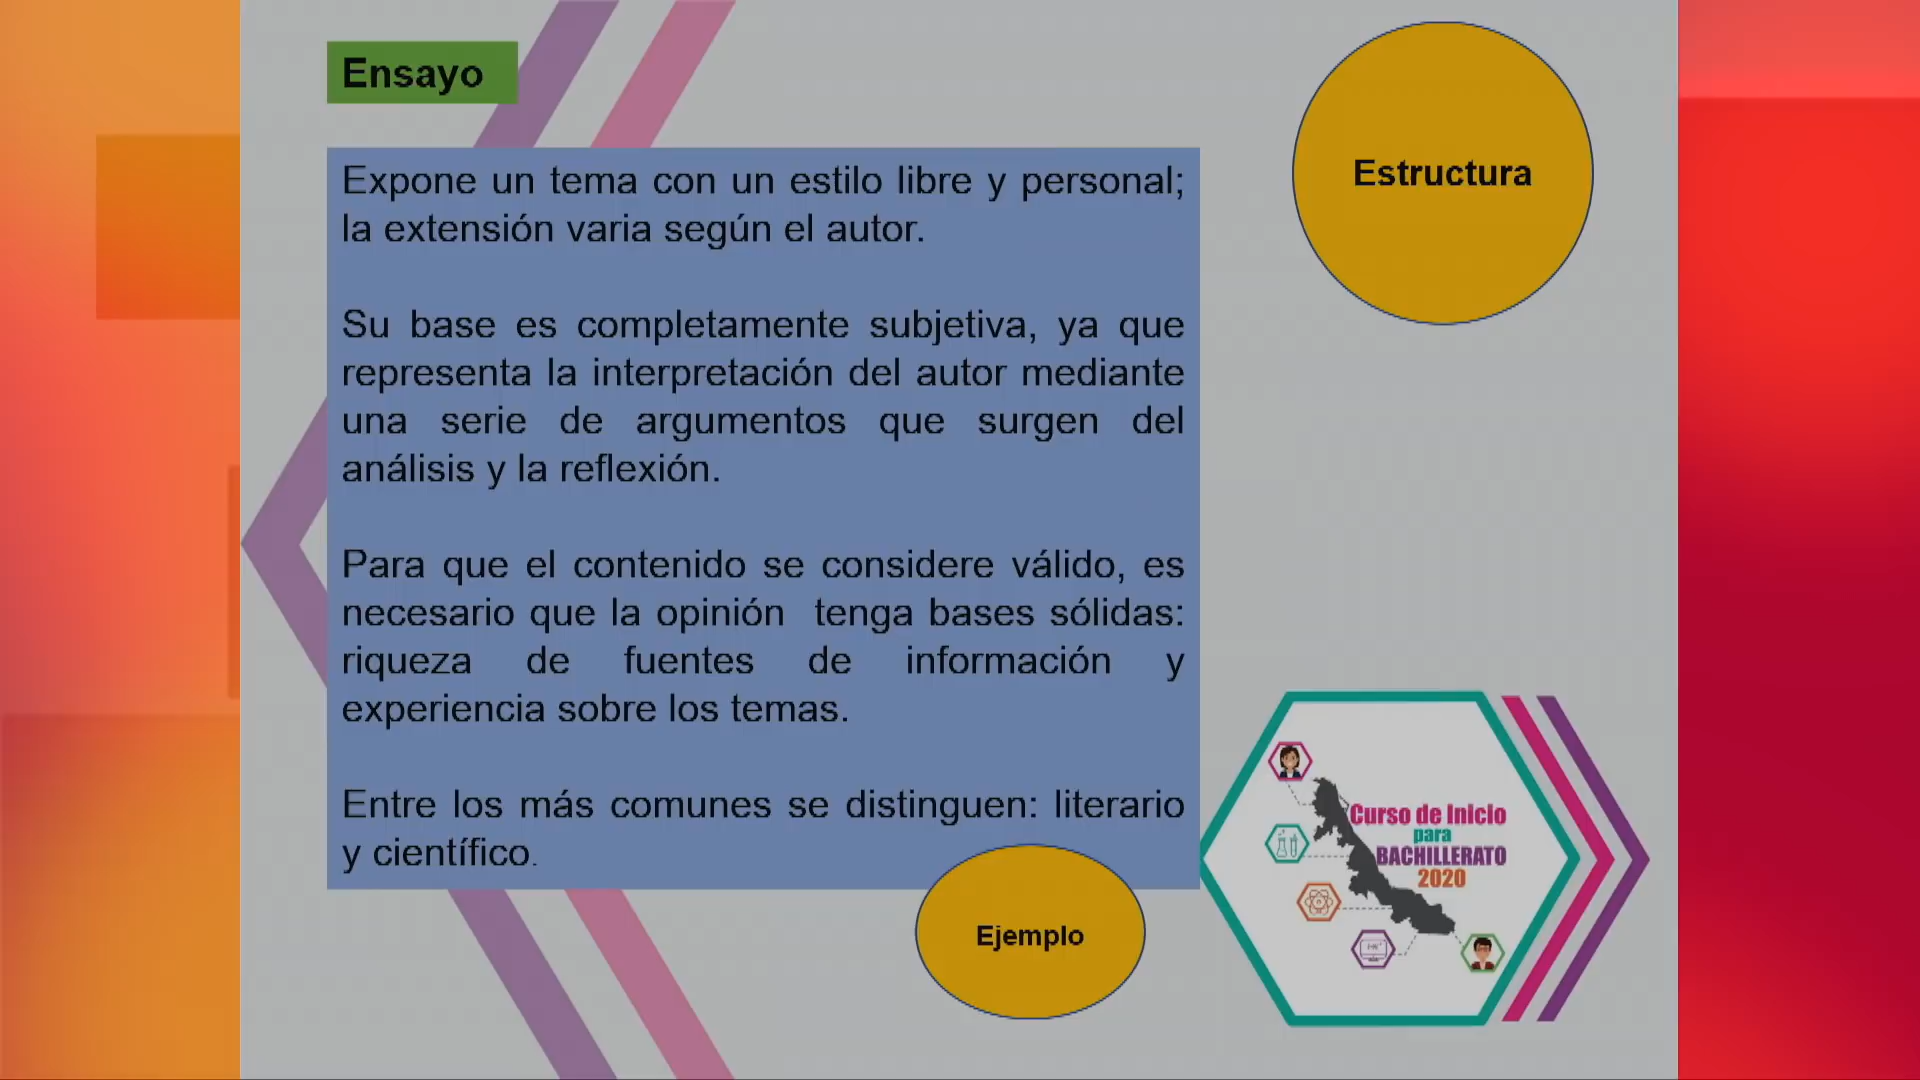 Ensayo
Estructura
Expone un tema con un estilo libre y personal;
la extensión varia según el autor.
Su base es completamente subjetiva, ya que
representa la interpretación del autor mediante
una serie de argumentos que surgen del
análisis y la reflexión.
Para que el contenido se considere válido, es
necesario que la opinión tenga bases sólidas:
riqueza de fuentes de información y
experiencia sobre los temas.
Entre los más comunes se distinguen: literario
y científico.
Ejemplo
Curso de Inicio
para
BACHILLERATO
2020